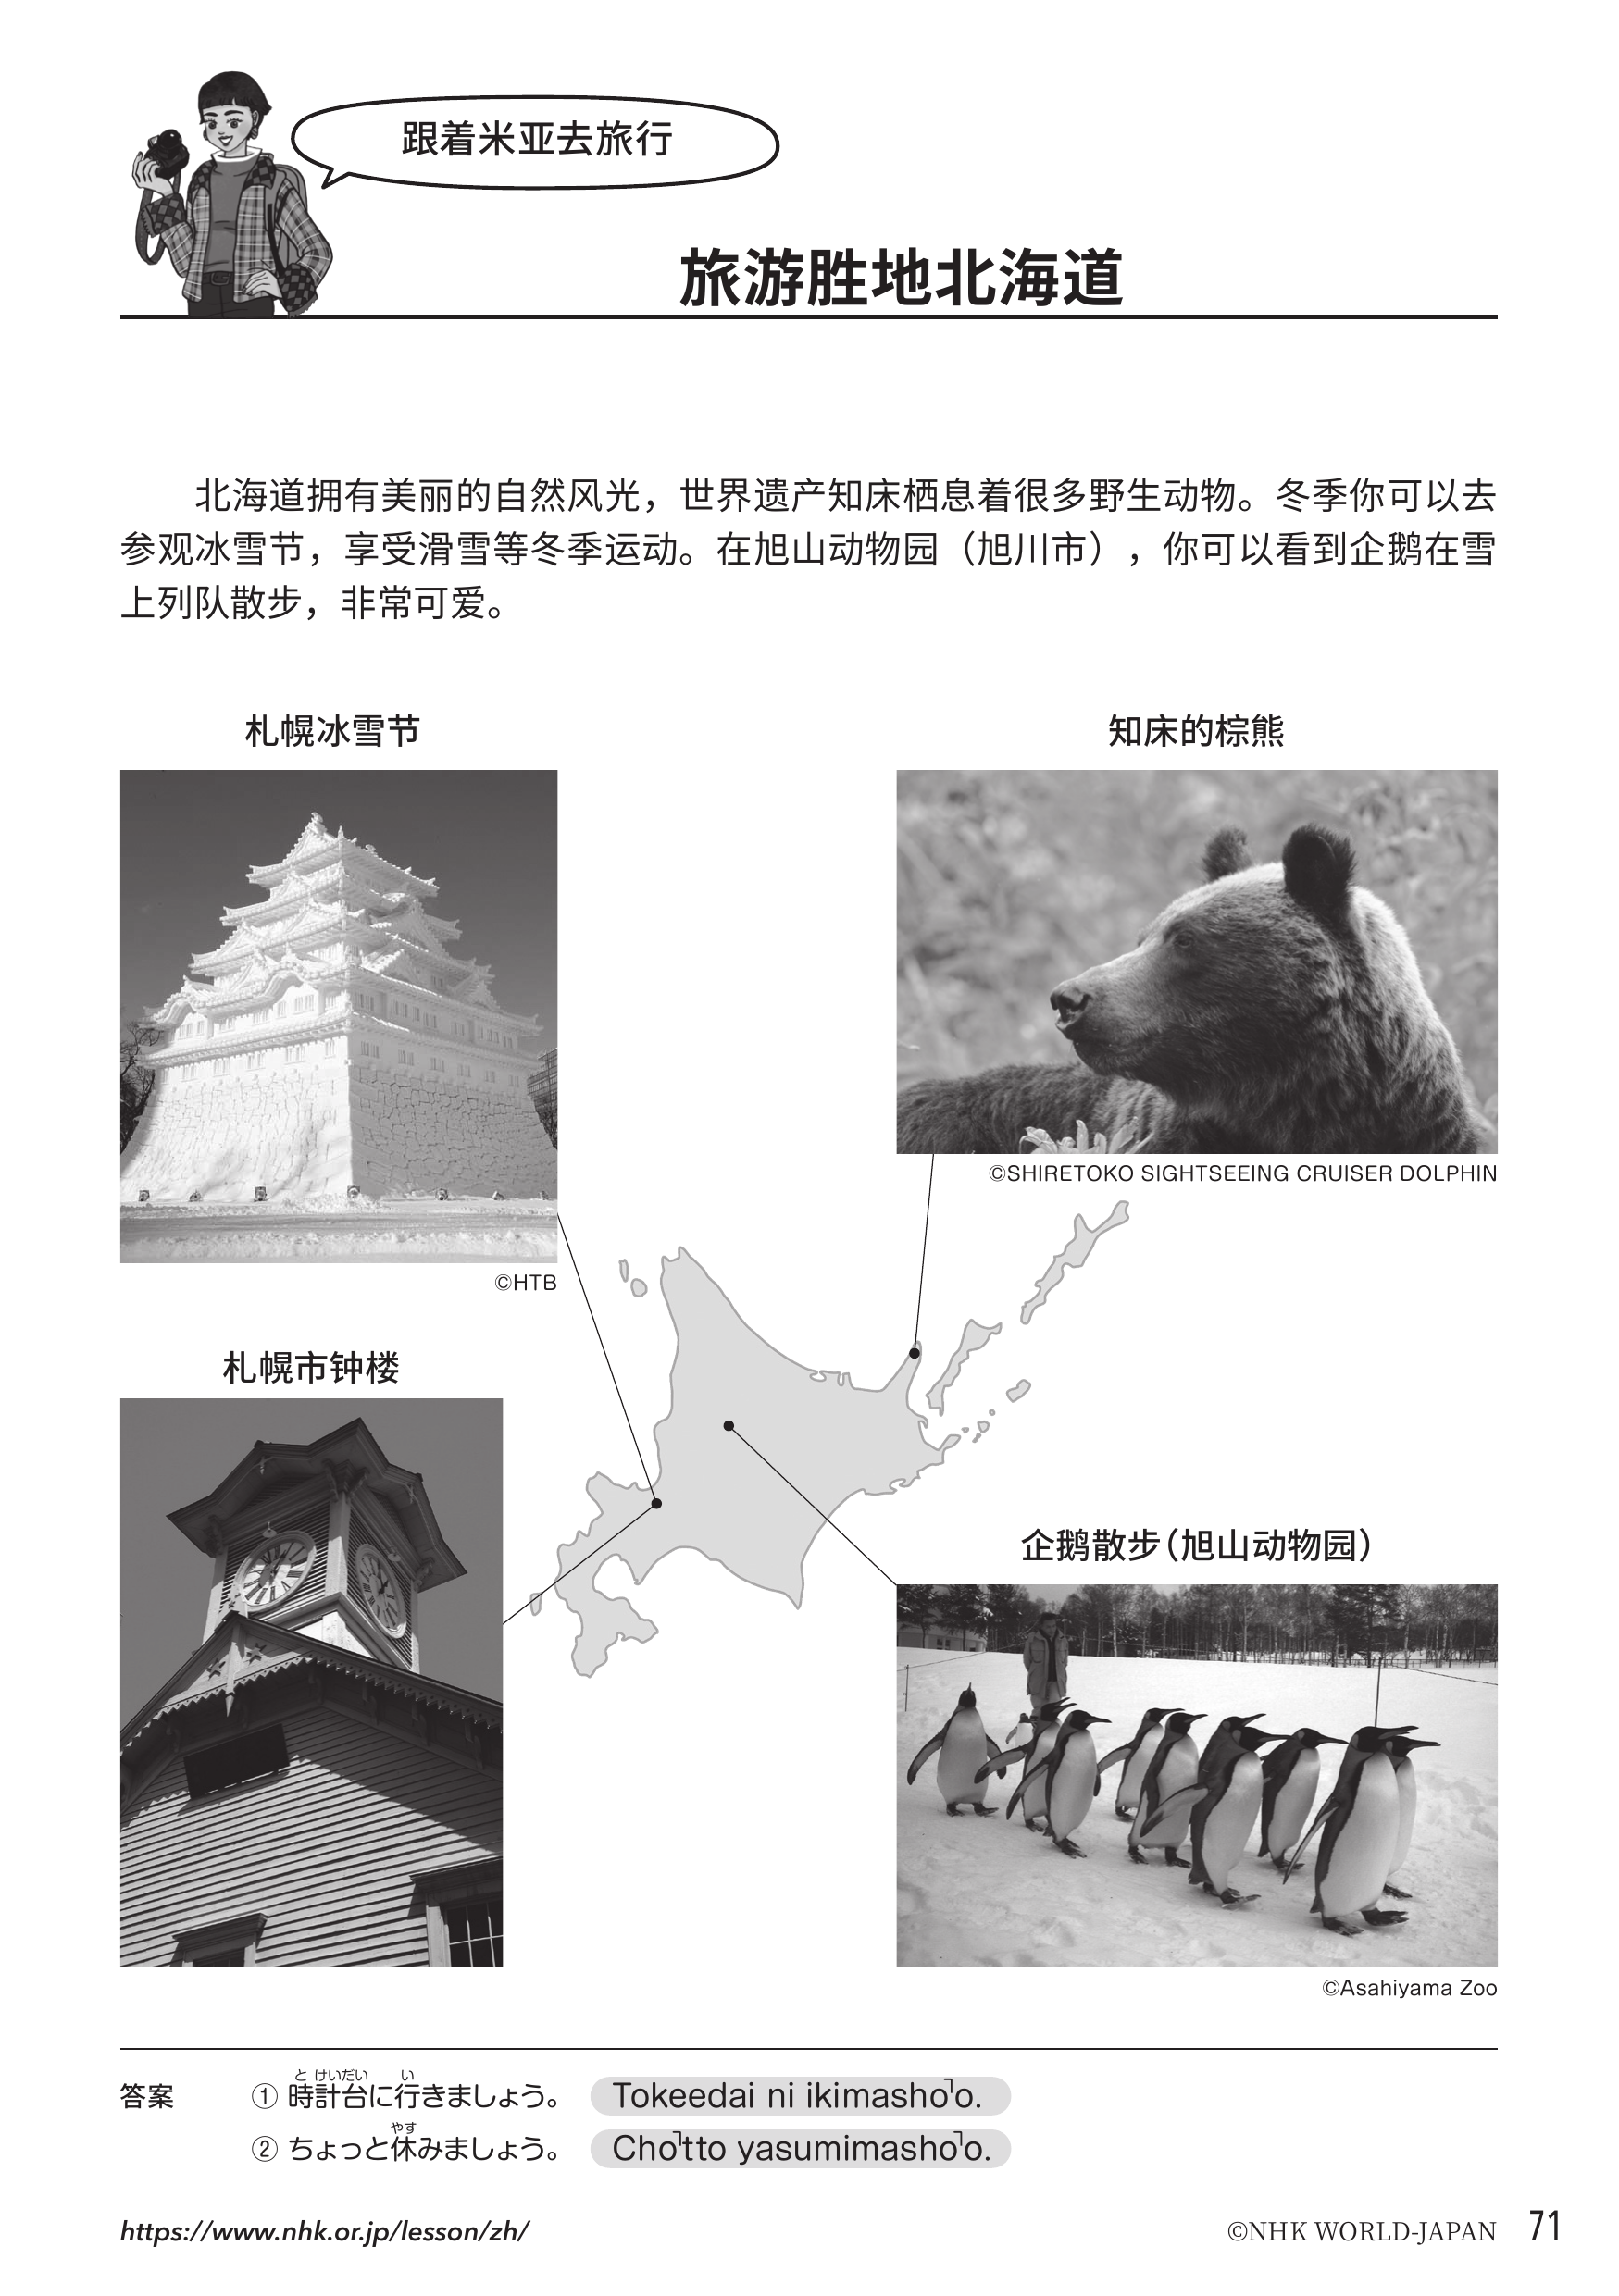 跟着米亚去旅行
旅游胜地北海道
北海道拥有美丽的自然风光，世界遗产知床栖息着很多野生动物。冬季你可以去
参观冰雪节，享受滑雪等冬季运动。在旭山动物园（旭川市），你可以看到企鹅在雪
上列队散步，非常可爱。
札幌冰雪节
©HTB
知床的棕熊
©SHIRETOKO SIGHTSEEING CRUISER DOLPHIN
札幌市钟楼
企鹅散步（旭山动物园）
©Asahiyama Zoo
と けいだい い
答案 ① 時計台に行きましょう。 Tokeedai ni ikimasho˥o.
やす
② ちょっと休みましょう。 Cho˥tto yasumimasho˥o.
https://www.nhk.or.jp/lesson/zh/ ©NHK WORLD-JAPAN 71